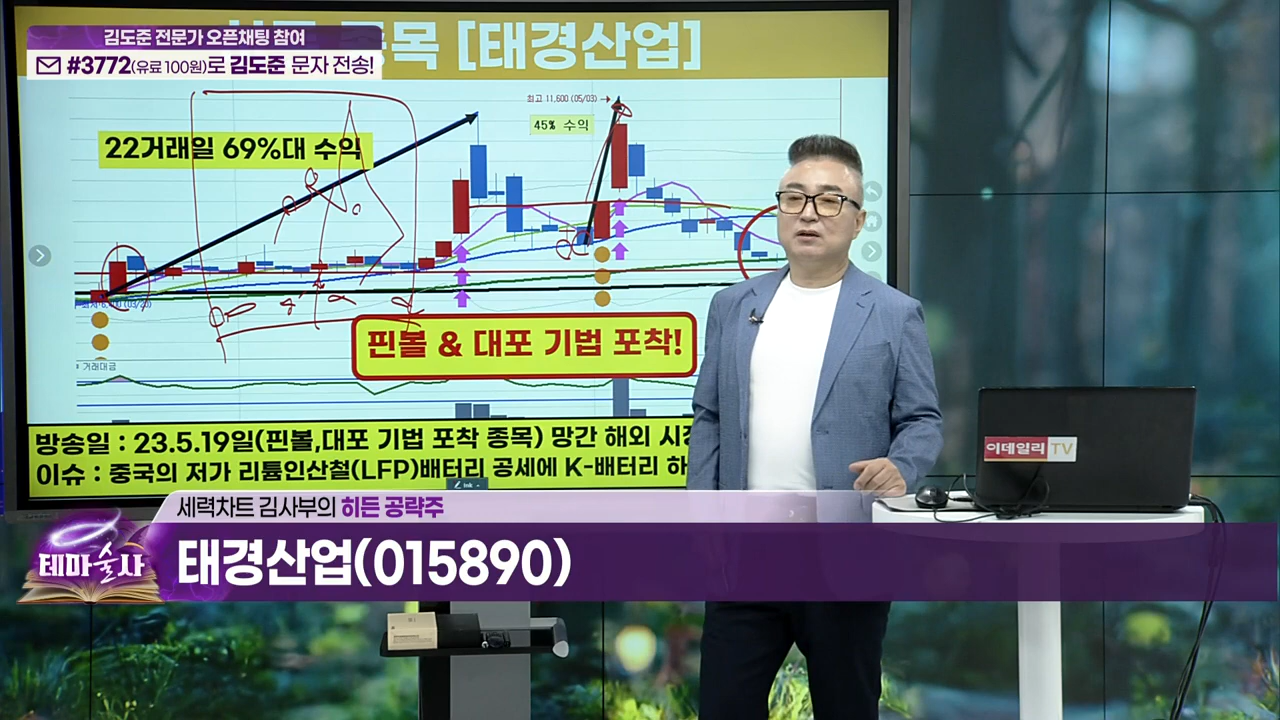 김도준 전문가 오픈채팅 참여
#3772(유료 100원)로 김도준 문자 전송!
종목 [태경산업]
최고 11,600 (05/03)
45% 수익
22거래일 69%대 수익
핀볼 & 대포 기법 포착!
거래대금
방송일 : 23.5.19일(핀볼,대포 기법 포착 종목) 망간 해외
이슈 : 중국의 저가 리튬인산철(LFP)배터리 공세에 K-배터리
Ink
이데일리TV
세력차트 김사부의 히든 공략주
테마술사
태경산업(015890)